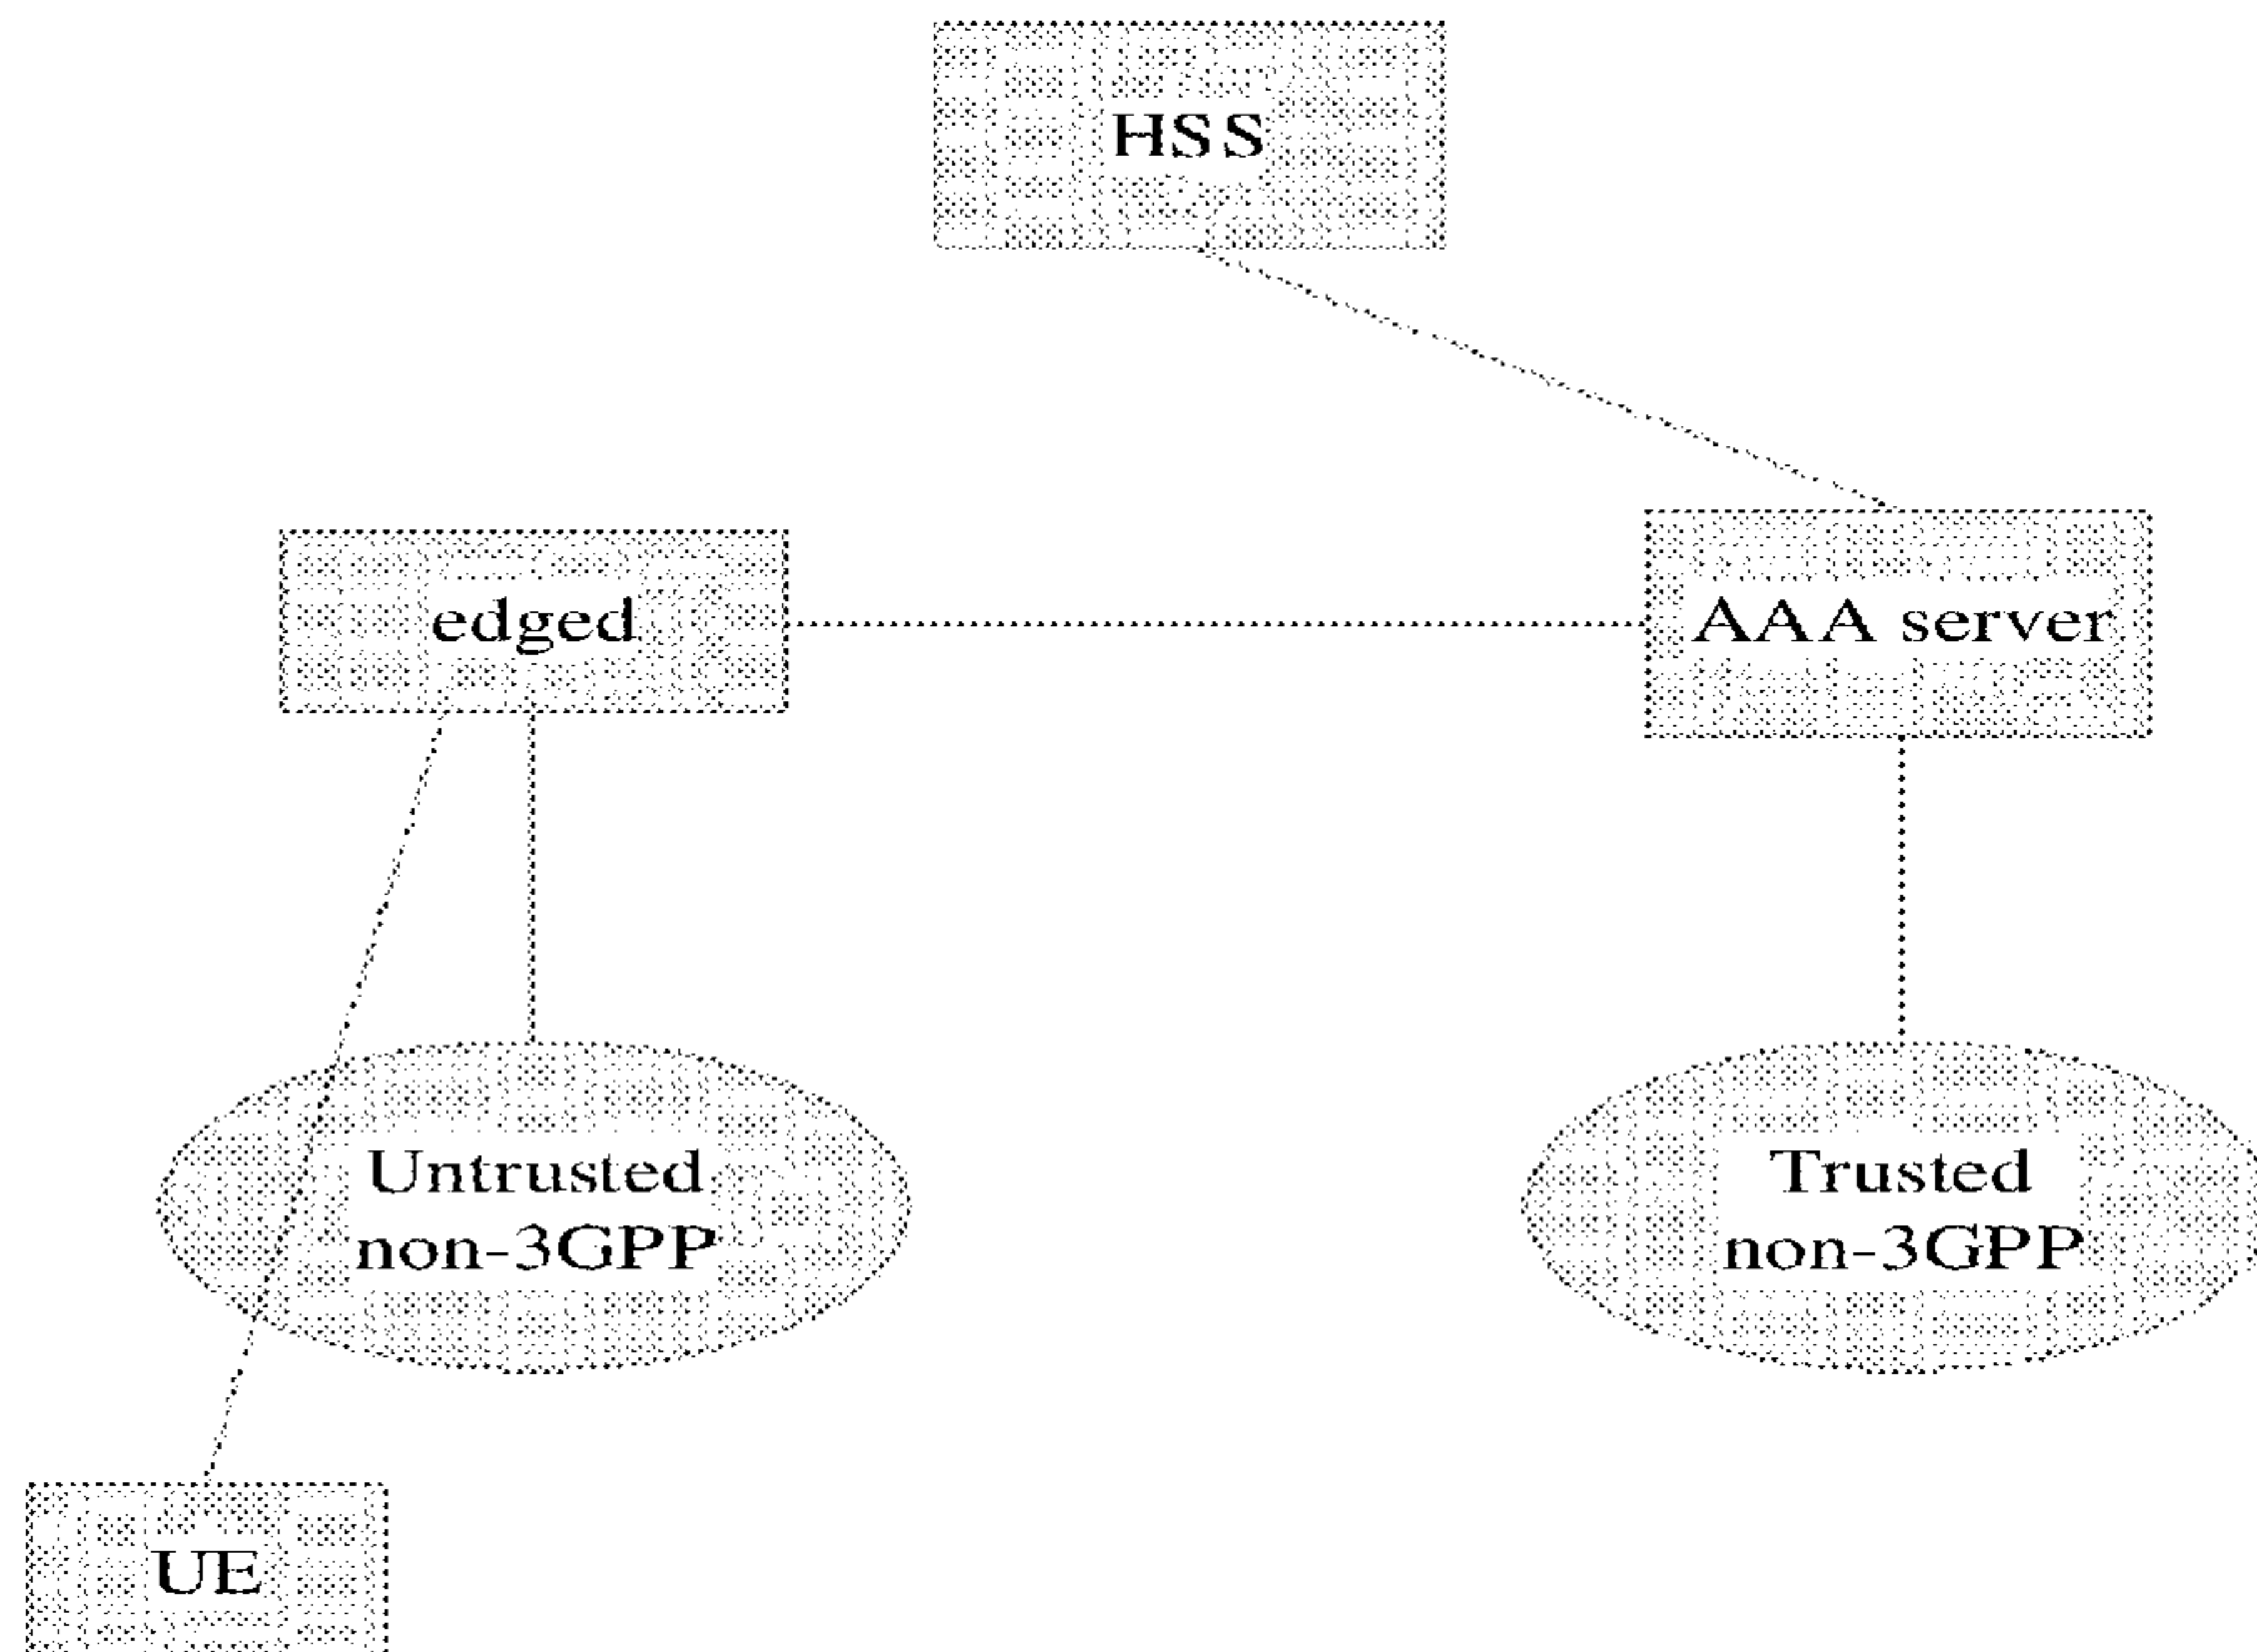 HSS
edged
AAA server
Untrusted
non-3GPP
Trusted
non-3GPP
UE